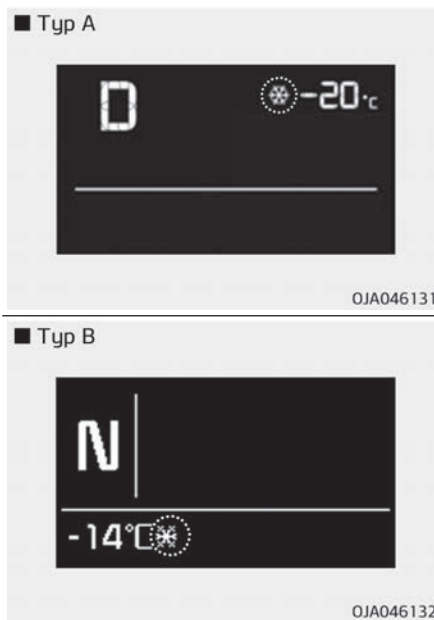 ■ Typ A
D ❄-20°c
OJA046131
■ Typ B
N
-14°C❄
OJA046132